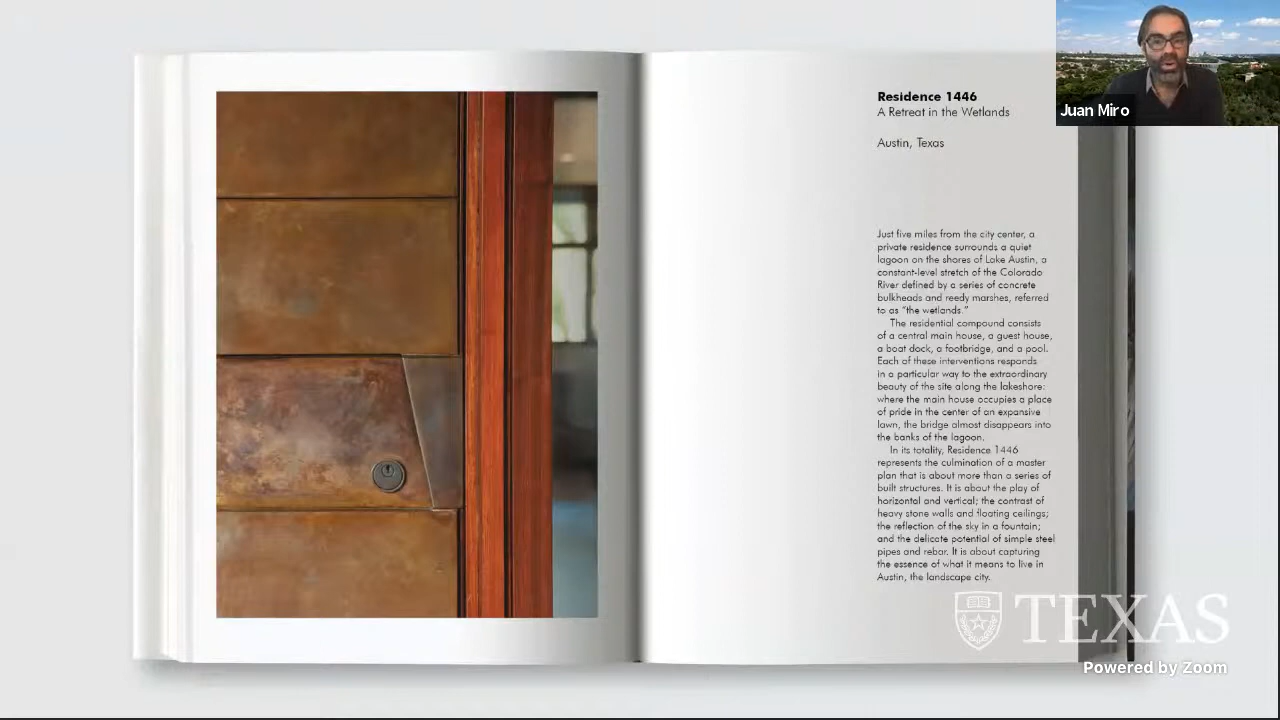 Residence 1446
A Retreat in the Wetlands
Austin, Texas
Just five miles from the city center, a
private residence surrounds a quiet
lagoon on the shores of Lake Austin, a
constant-level stretch of the Colorado
River defined by a series of concrete
bulkheads and reedy marshes, referred
to as “the wetlands.”
The residential compound consists
of a central main house, a guest house,
a boat dock, a footbridge, and a pool.
Each of these interventions responds
in a particular way to the extraordinary
beauty of the site along the lakeshore:
where the main house occupies a place
of pride in the center of an expansive
lawn, the bridge almost disappears into
the banks of the lagoon.
In its totality, Residence 1446
represents the culmination of a master
plan that is about more than a series of
built structures. It is about the play of
horizontal and vertical; the contrast of
heavy stone walls and floating ceilings;
the reflection of the sky in a fountain;
and the delicate potential of simple steel
pipes and rebar. It is about capturing
the essence of what it means to live in
Austin, the landscape city.
Juan Miro
TEXAS
Powered by Zoom